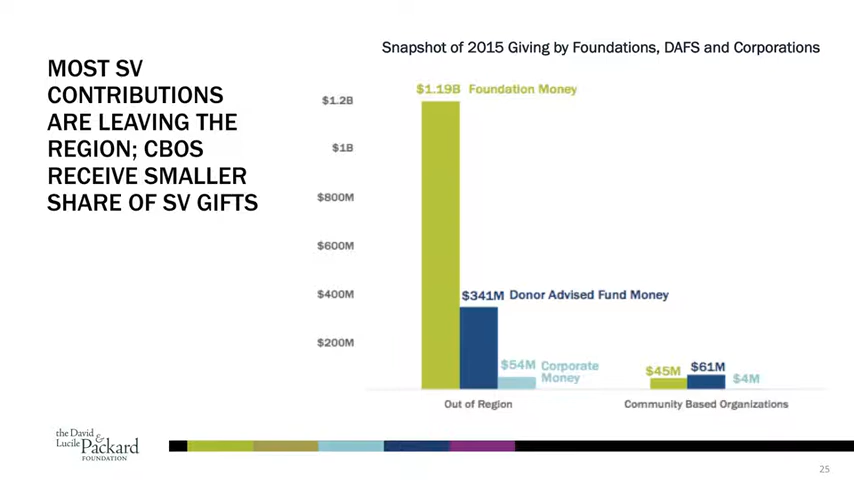 Snapshot of 2015 Giving by Foundations, DAFS and Corporations
MOST SV
CONTRIBUTIONS
ARE LEAVING THE
REGION; CBOS
RECEIVE SMALLER
SHARE OF SV GIFTS
$1.19B Foundation Money
$1.2B
$1B
$800M
$600M
$400M
$200M
$341M Donor Advised Fund Money
$54M Corporate
Money
$45M
$61M
$4M
Out of Region
Community Based Organizations
the David
& Lucile Packard
FOUNDATION
25